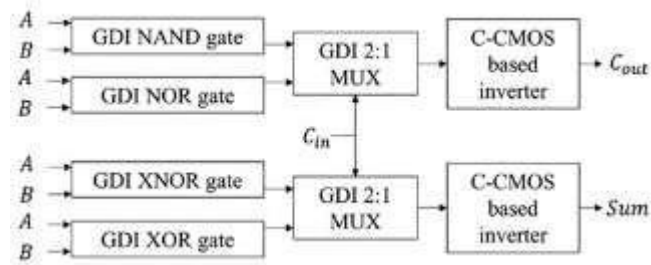 A
B
GDI NAND gate
A
B
GDI NOR gate
GDI 2:1
MUX
C-CMOS
based
inverter
C_out
C_in
A
B
GDI XNOR gate
A
B
GDI XOR gate
GDI 2:1
MUX
C-CMOS
based
inverter
Sum